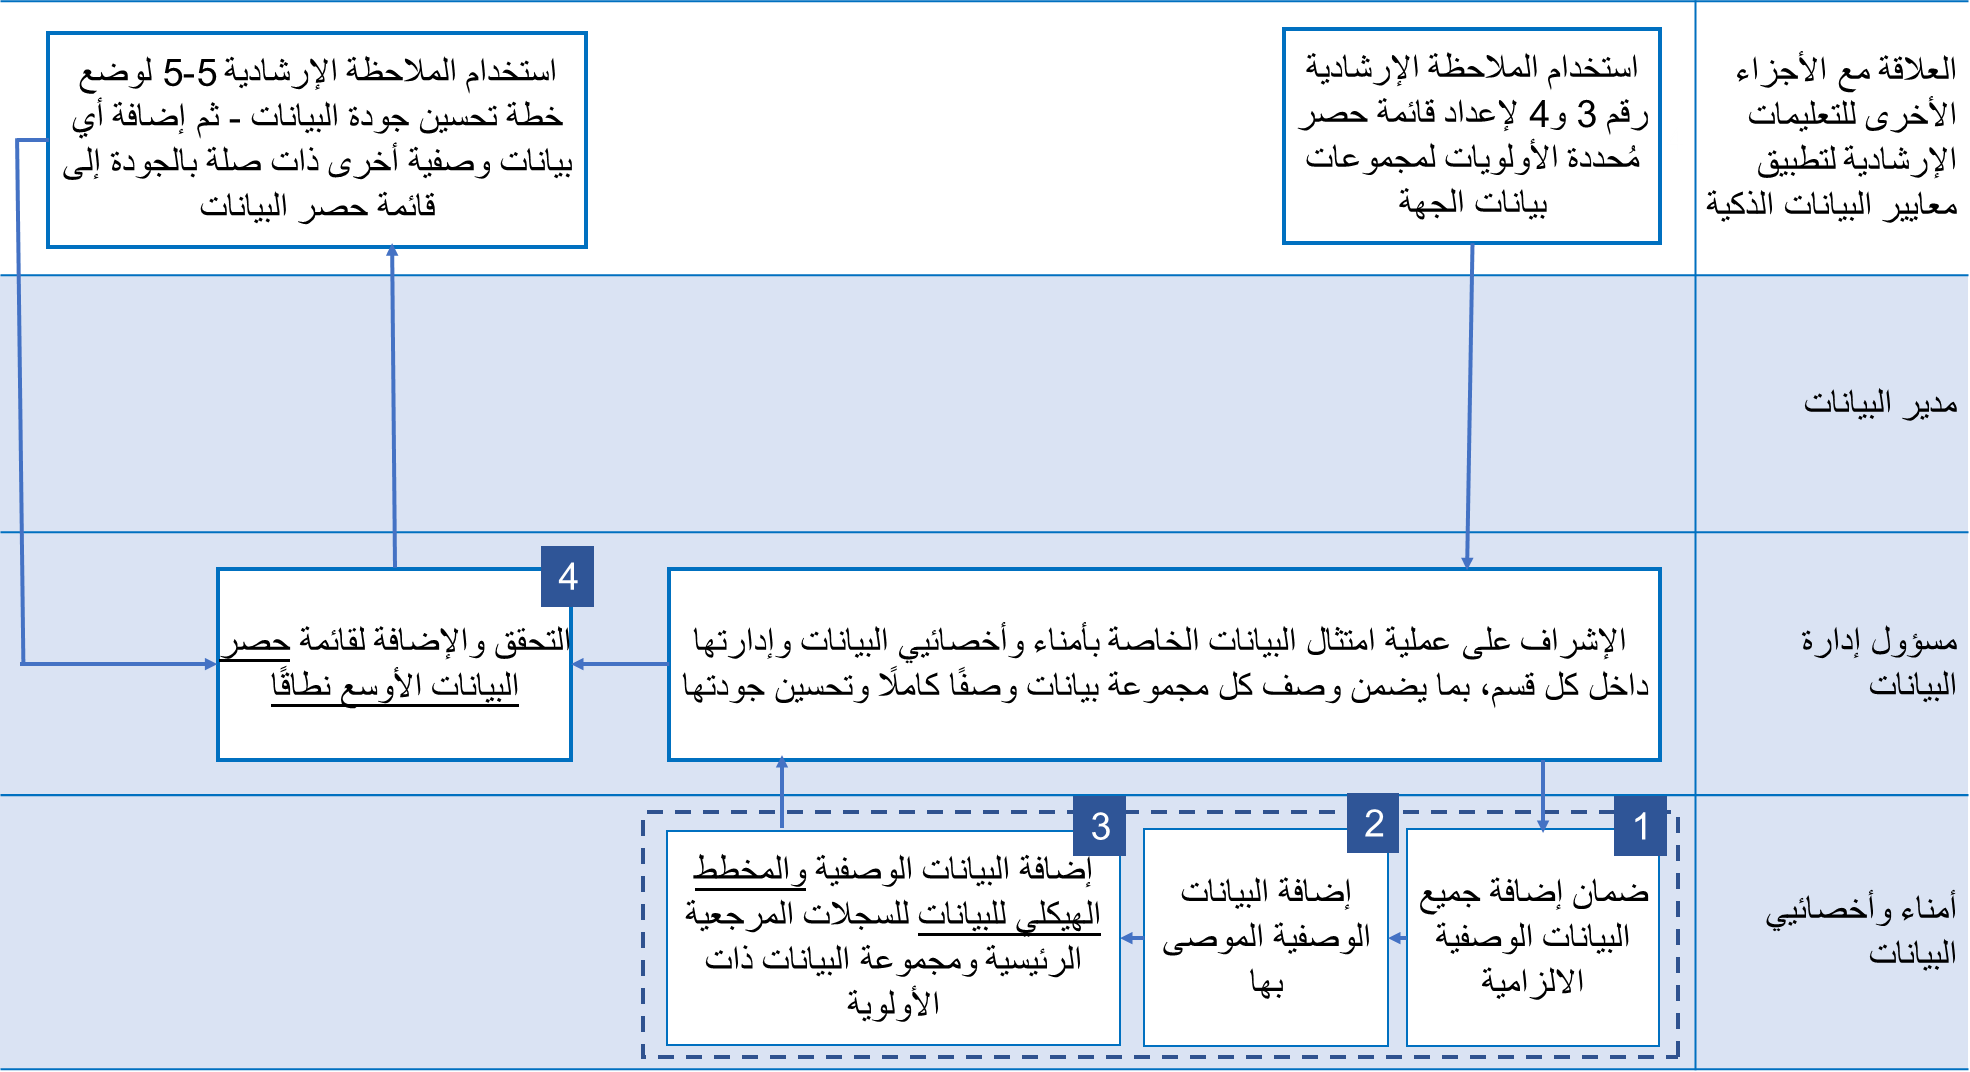 العلاقة مع الأجزاء
الأخرى للتعليمات
الإرشادية لتطبيق
معايير البيانات الذكية
استخدام الملاحظة الإرشادية
رقم 3 و4 لإعداد قائمة حصر
مُحددة الأولويات لمجموعات
بيانات الجهة
استخدام الملاحظة الإرشادية 5-5 لوضع
خطة تحسين جودة البيانات - ثم إضافة أي
بيانات وصفية أخرى ذات صلة بالجودة إلى
قائمة حصر البيانات
مدير البيانات
مسؤول إدارة
البيانات
الإشراف على عملية امتثال البيانات الخاصة بأمناء وأخصائيي البيانات وإدارتها
داخل كل قسم، بما يضمن وصف كل مجموعة بيانات وصفًا كاملًا وتحسين جودتها
4
التحقق والإضافة لقائمة حصر
البيانات الأوسع نطاقًا
أمناء وأخصائيي
البيانات
1
ضمان إضافة جميع
البيانات الوصفية
الالزامية
2
إضافة البيانات
الوصفية الموصى
بها
3
إضافة البيانات الوصفية والمخطط
الهيكلي للبيانات للسجلات المرجعية
الرئيسية ومجموعة البيانات ذات
الأولوية